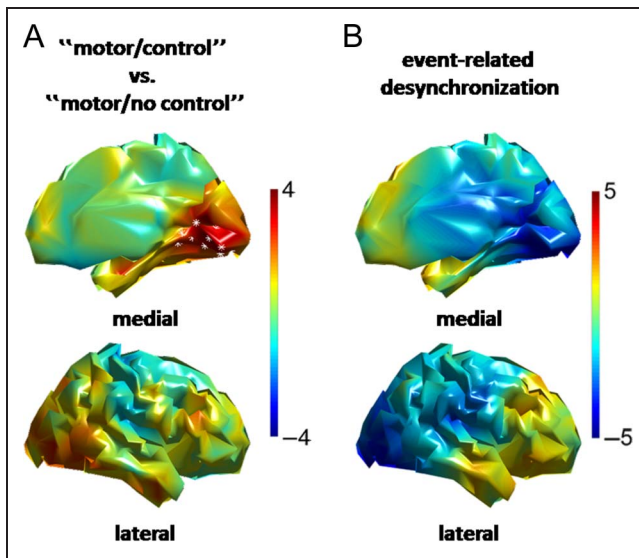 A
"motor/control"
vs.
"motor/no control"
4
medial
−4
lateral
B
event-related
desynchronization
5
medial
−5
lateral